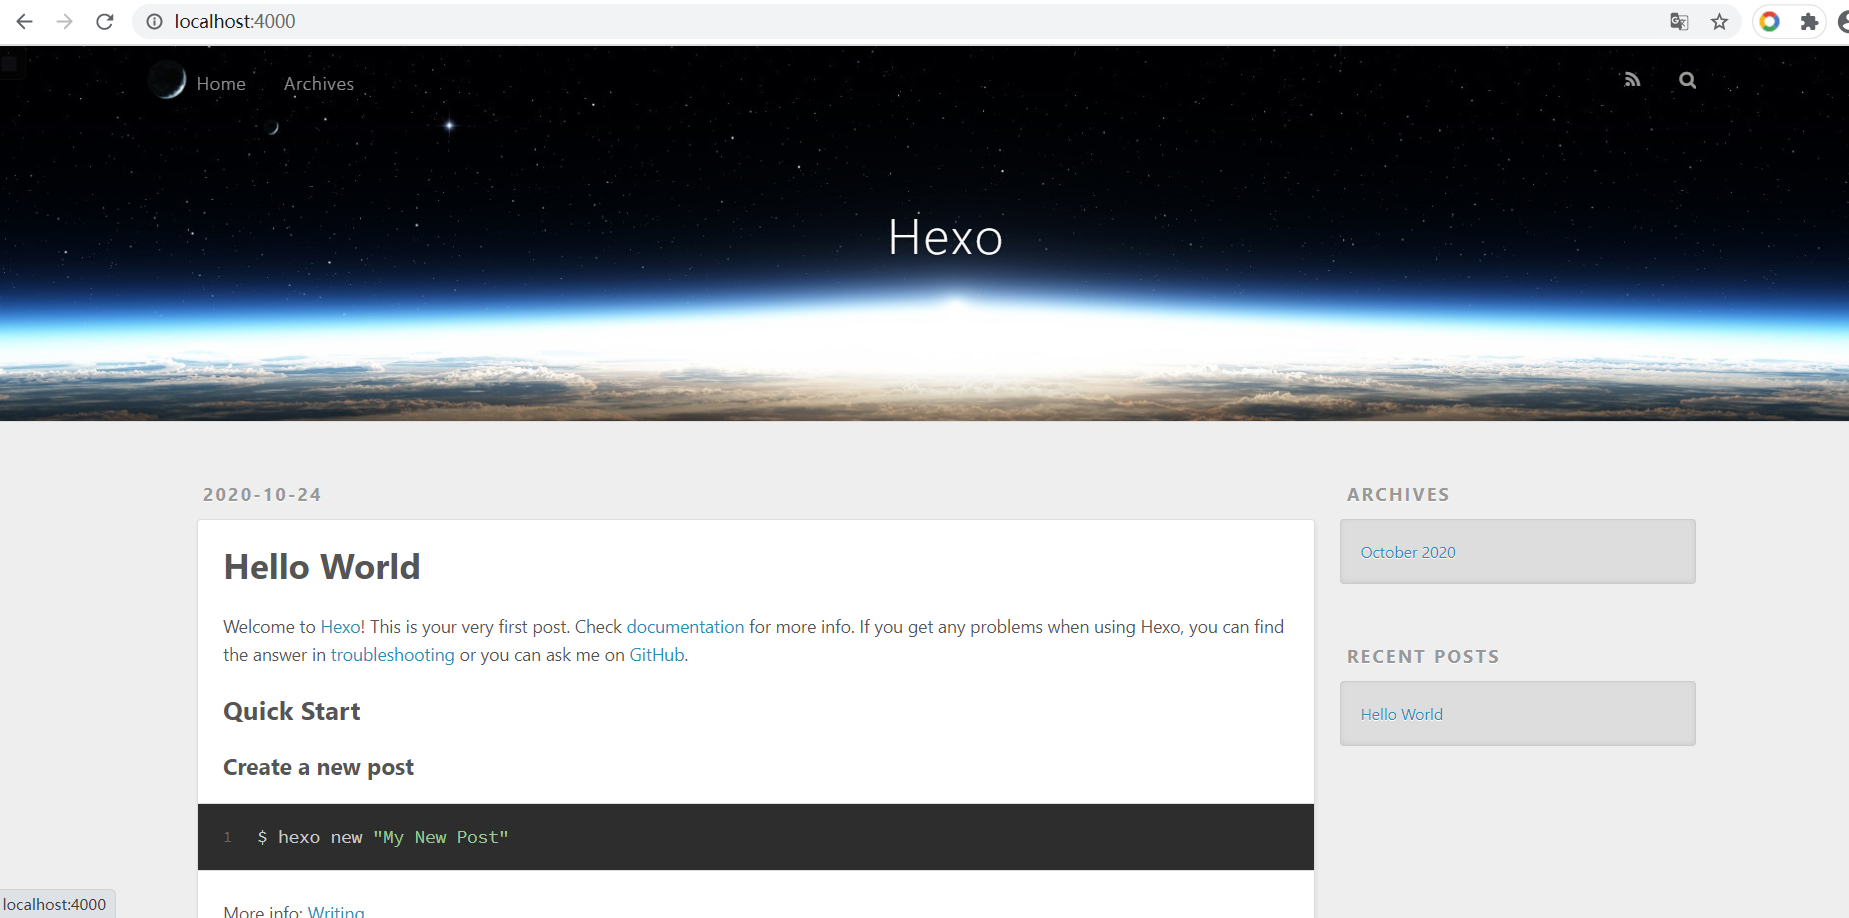 localhost:4000
Home Archives
Hexo
2020-10-24
Hello World
Welcome to Hexo! This is your very first post. Check documentation for more info. If you get any problems when using Hexo, you can find
the answer in troubleshooting or you can ask me on GitHub.
Quick Start
Create a new post
1 $ hexo new "My New Post"
More info: Writing
ARCHIVES
October 2020
RECENT POSTS
Hello World
localhost:4000